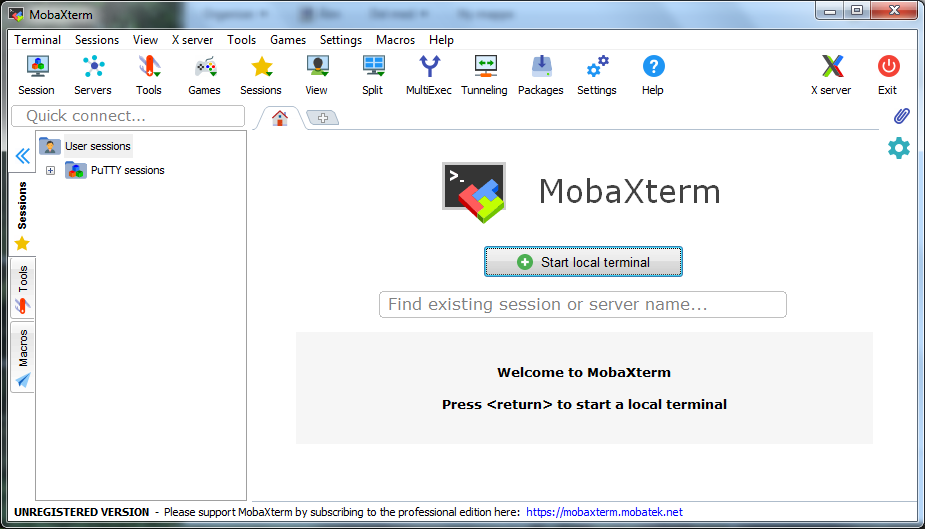 MobaXterm
Terminal Sessions View X server Tools Games Settings Macros Help
Session Servers Tools Games Sessions View Split MultiExec Tunneling Packages Settings Help X server Exit
Quick connect...
User sessions
PuTTY sessions
Sessions
Tools
Macros
>_
MobaXterm
Start local terminal
Find existing session or server name...
Welcome to MobaXterm
Press <return> to start a local terminal
UNREGISTERED VERSION - Please support MobaXterm by subscribing to the professional edition here: https://mobaxterm.mobatek.net